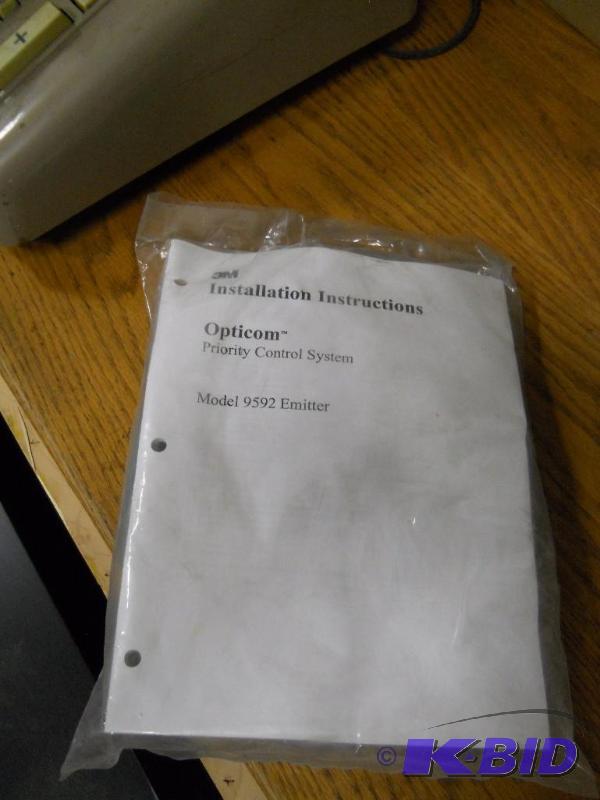 +
3M
Installation Instructions
Opticom™
Priority Control System
Model 9592 Emitter
© K-BID